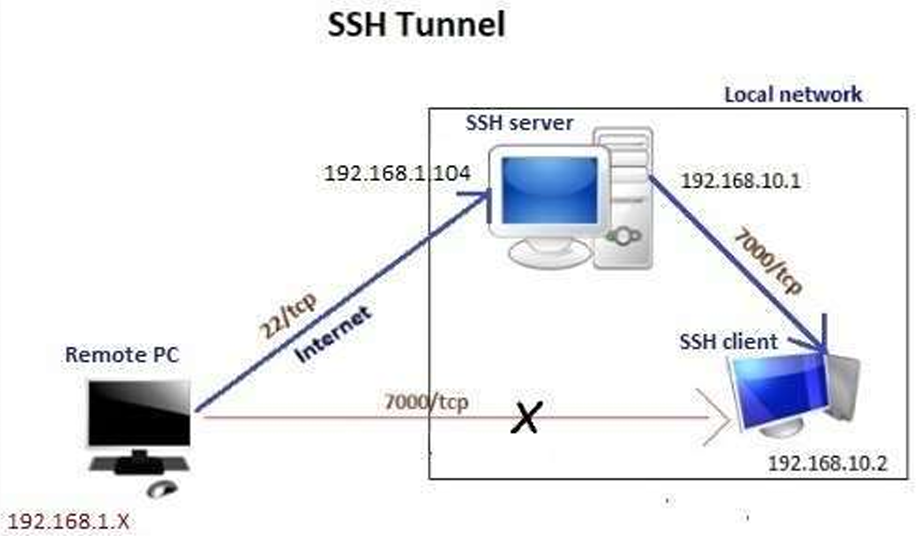 SSH Tunnel
Local network
SSH server
192.168.1.104
192.168.10.1
7000/tcp
22/tcp
Internet
SSH client
Remote PC
7000/tcp
X
192.168.10.2
192.168.1.X